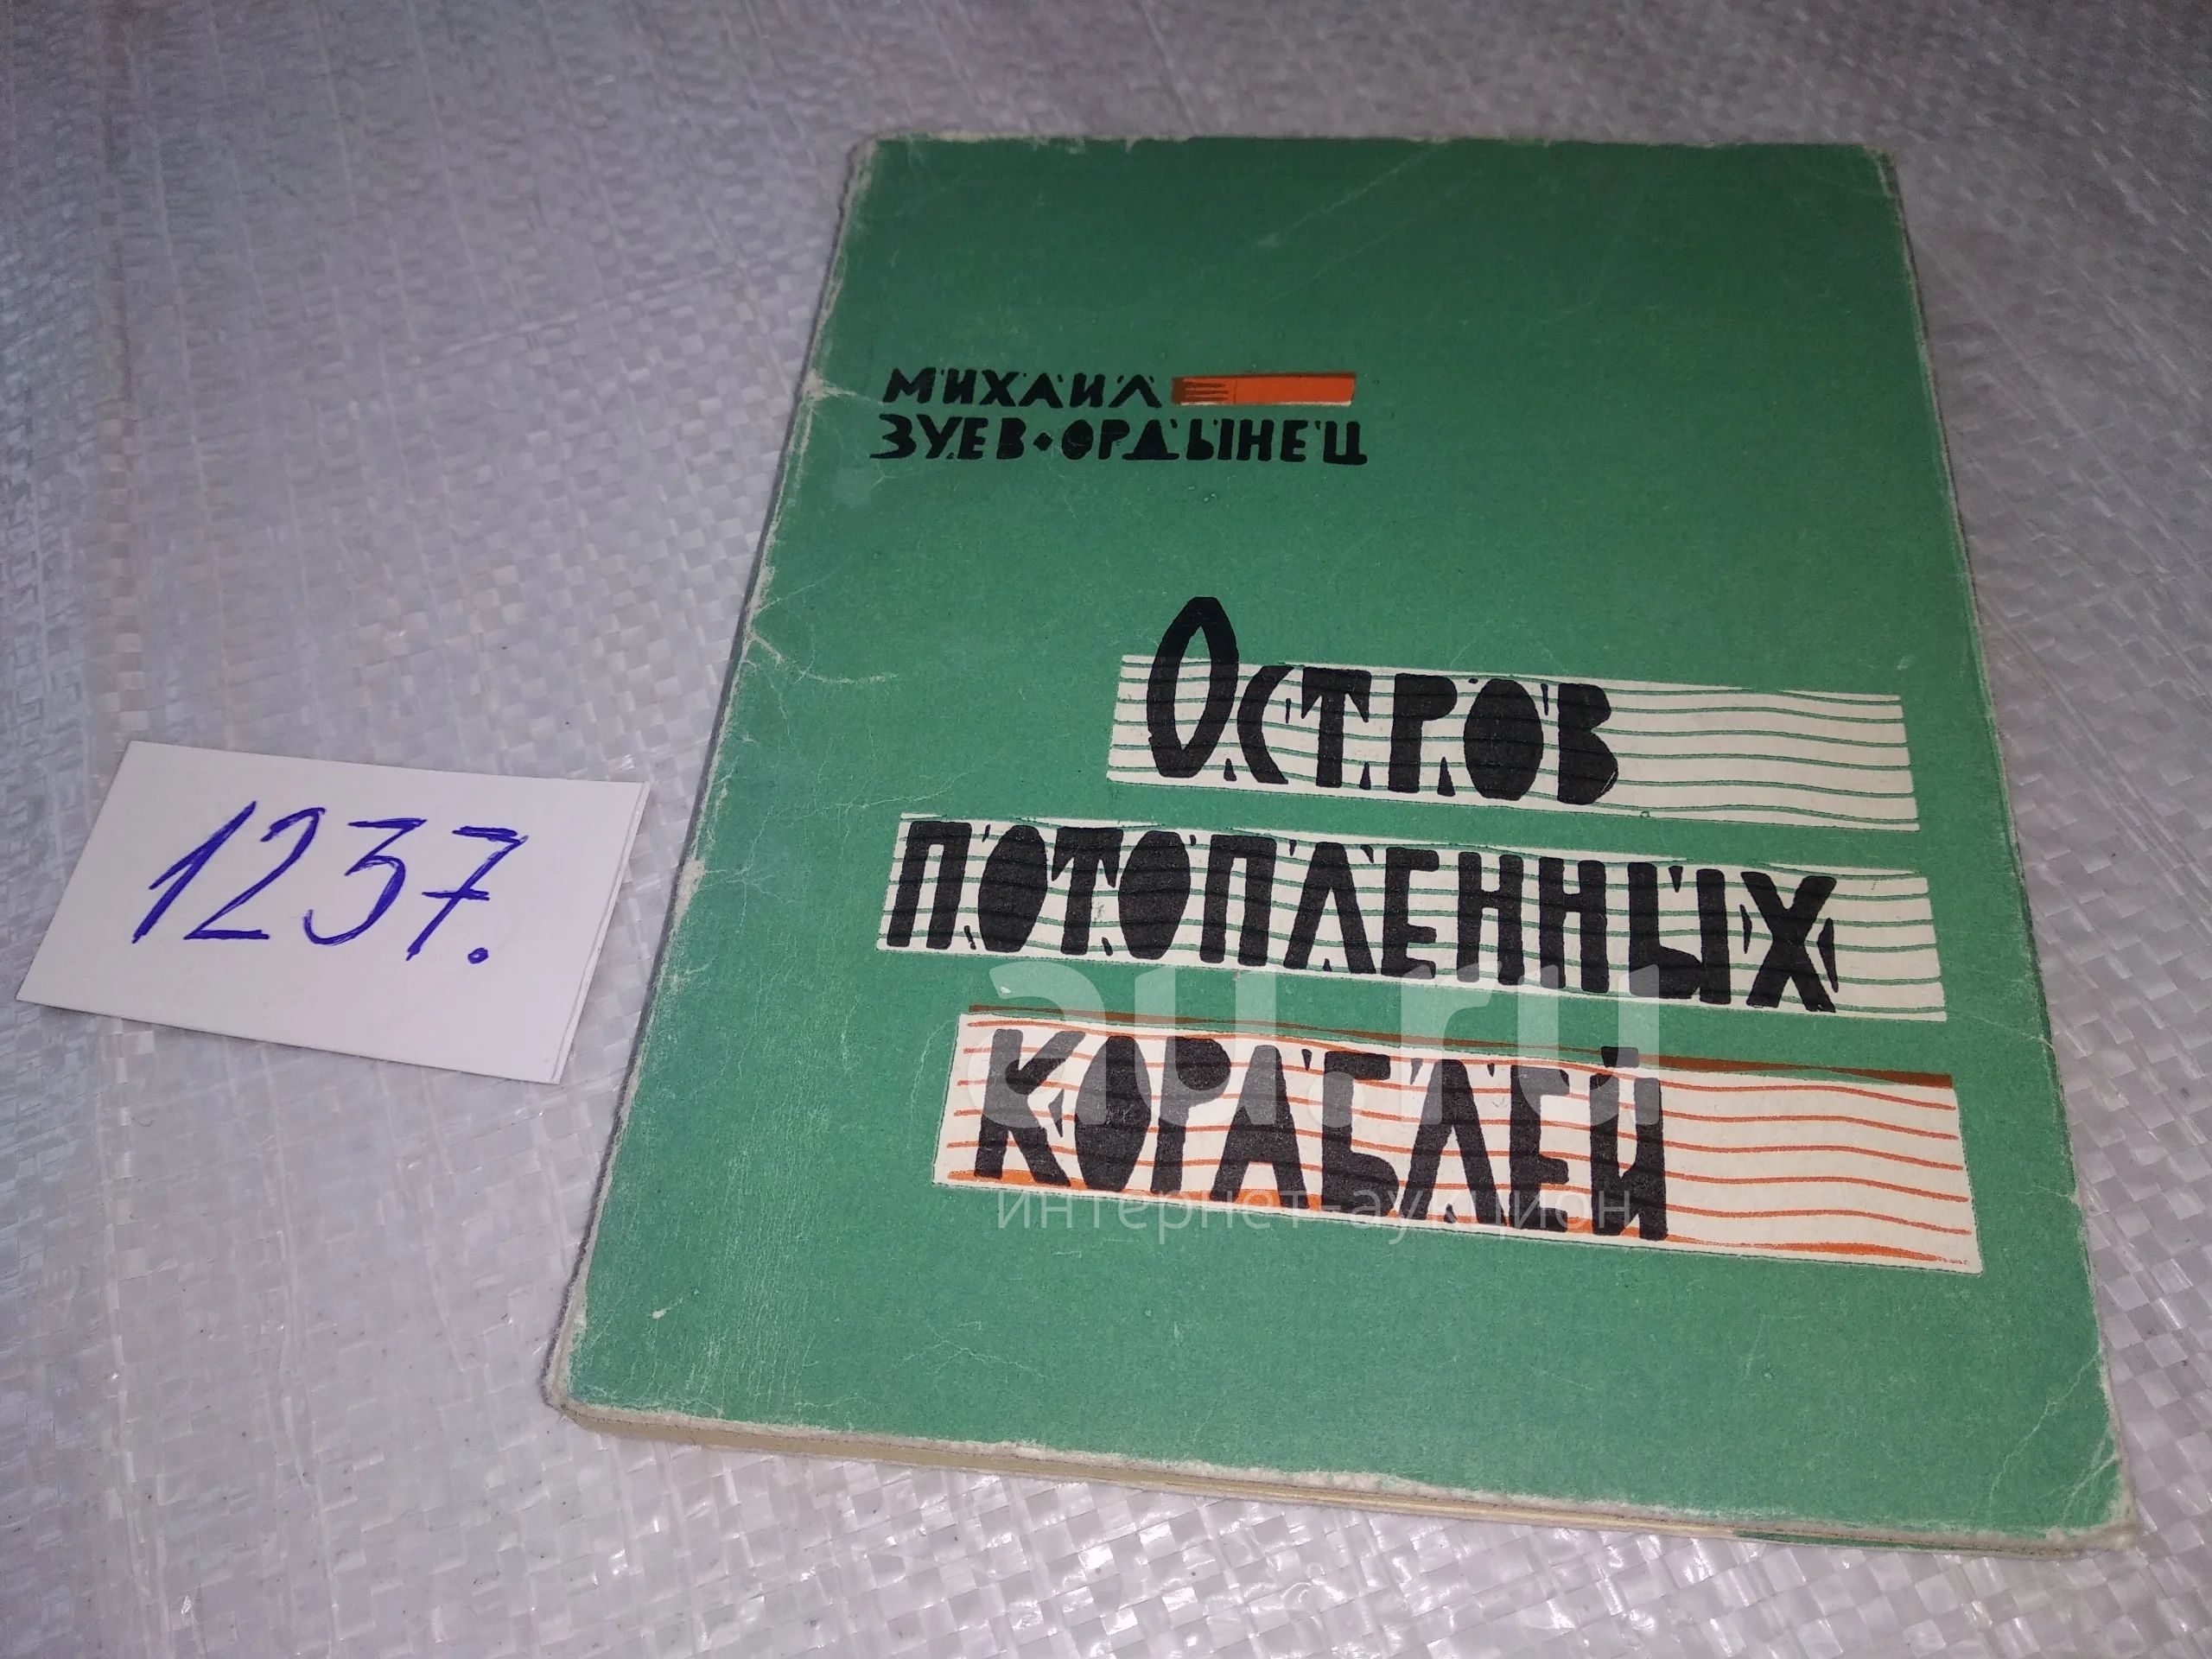 МИХАИЛ
ЗУЕВ-ОРДЫНЕЦ
ОСТРОВ
ПОТОПЛЕННЫХ
КОРАБЛЕЙ
1237.
au.ru
интернет-аукцион